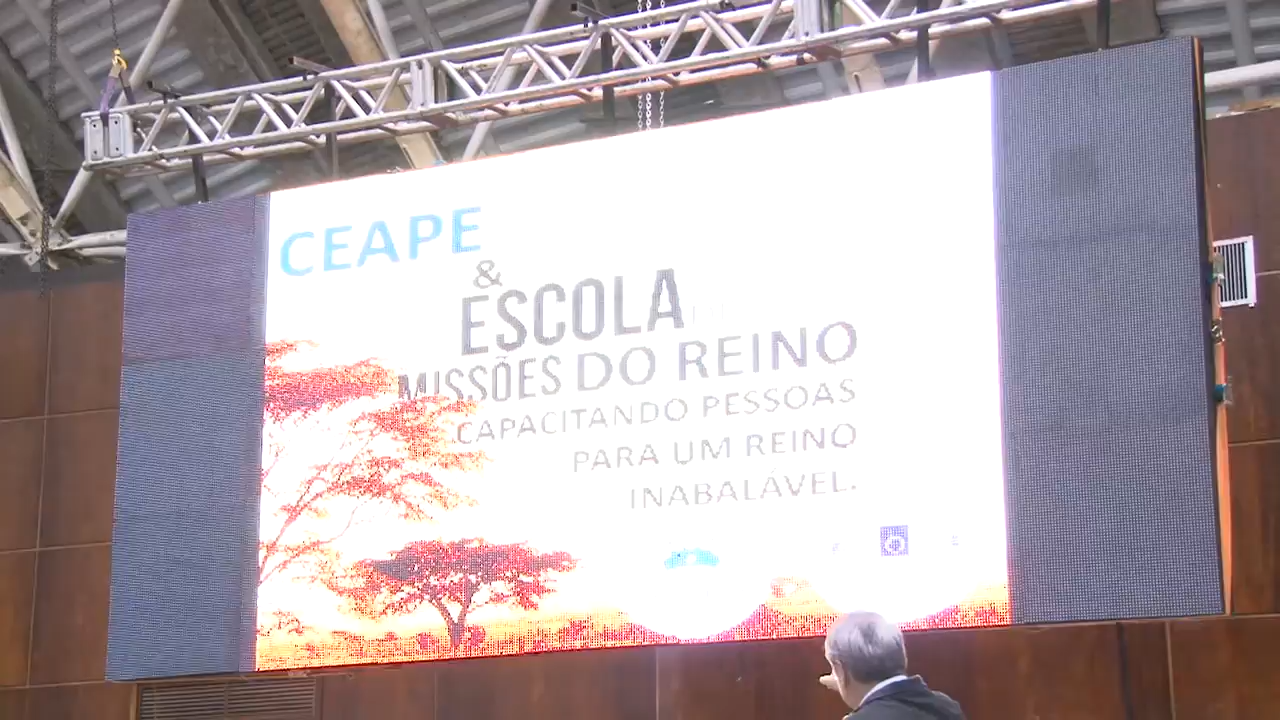 CEAPE
&
ESCOLA
MISSÕES DO REINO
CAPACITANDO PESSOAS
PARA UM REINO
INABALÁVEL.